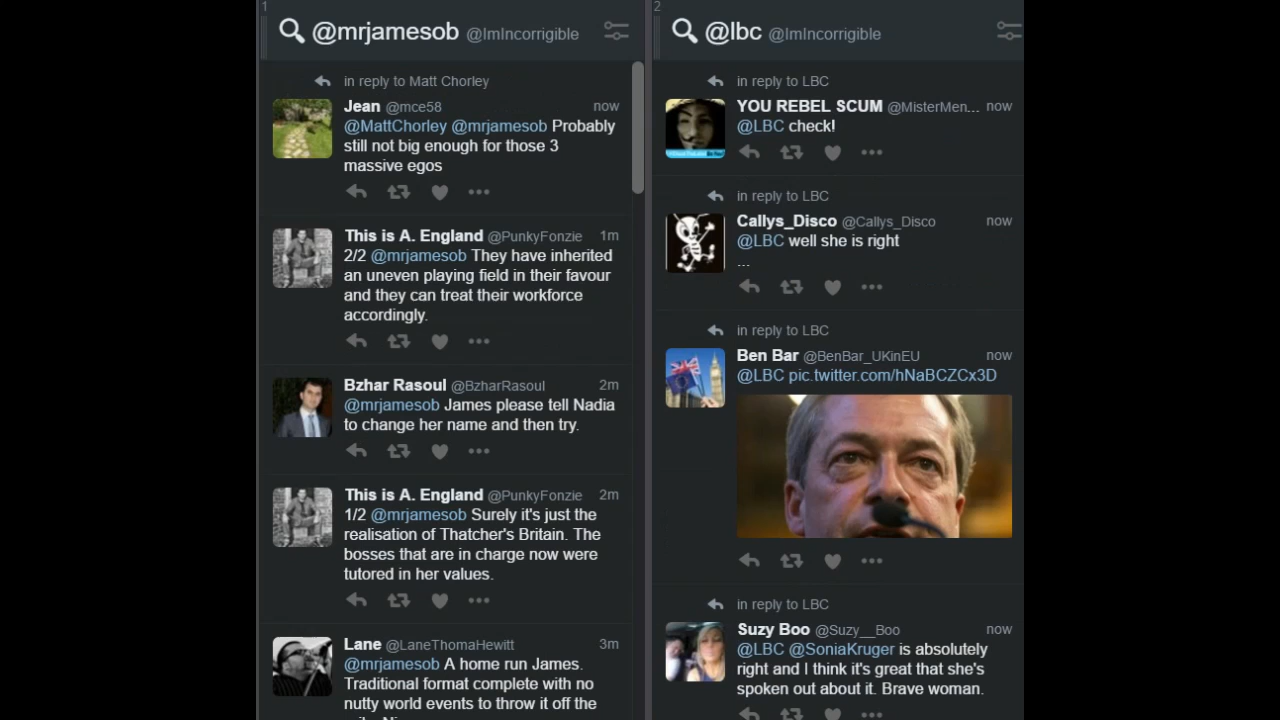 1
@mrjamesob @ImIncorrigible
in reply to Matt Chorley
Jean @mce58 now
@MattChorley @mrjamesob Probably
still not big enough for those 3
massive egos
This is A. England @PunkyFonzie 1m
2/2 @mrjamesob They have inherited
an uneven playing field in their favour
and they can treat their workforce
accordingly.
Bzhar Rasoul @BzharRasoul 2m
@mrjamesob James please tell Nadia
to change her name and then try.
This is A. England @PunkyFonzie 2m
1/2 @mrjamesob Surely it's just the
realisation of Thatcher's Britain. The
bosses that are in charge now were
tutored in her values.
Lane @LaneThomaHewitt 3m
@mrjamesob A home run James.
Traditional format complete with no
nutty world events to throw it off the
2
@lbc @ImIncorrigible
in reply to LBC
YOU REBEL SCUM @MisterMen... now
@LBC check!
in reply to LBC
Callys_Disco @Callys_Disco now
@LBC well she is right
...
in reply to LBC
Ben Bar @BenBar_UKinEU now
@LBC pic.twitter.com/hNaBCZCx3D
in reply to LBC
Suzy Boo @Suzy__Boo now
@LBC @SoniaKruger is absolutely
right and I think it's great that she's
spoken out about it. Brave woman.